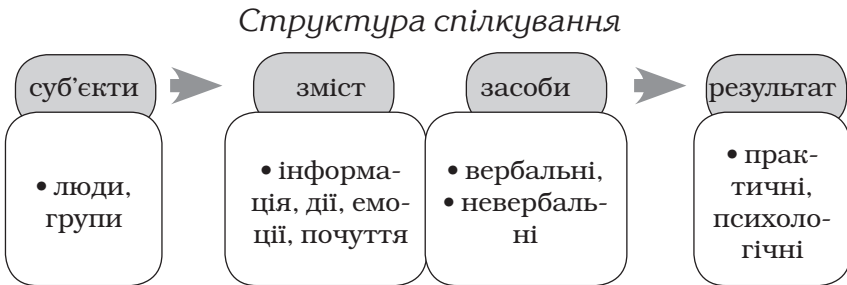 Структура спілкування
суб’єкти
зміст
засоби
результат
• люди,
групи
• інформа-
ція, дії, емо-
ції, почуття
• вербальні,
• невербаль-
ні
• прак-
тичні,
психоло-
гічні